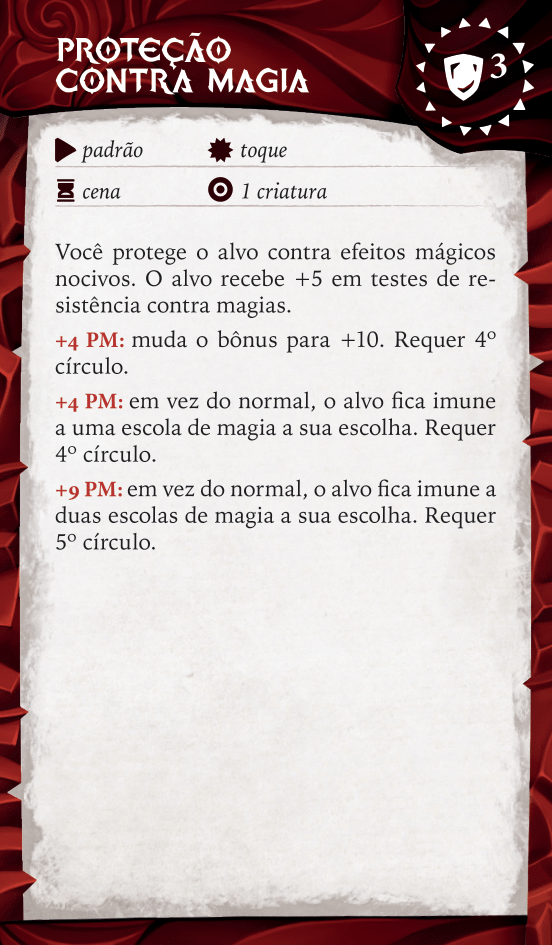 PROTEÇÃO
CONTRA MAGIA
3
padrão
toque
cena
1 criatura
Você protege o alvo contra efeitos mágicos
nocivos. O alvo recebe +5 em testes de re-
sistência contra magias.
+4 PM: muda o bônus para +10. Requer 4º
círculo.
+4 PM: em vez do normal, o alvo fica imune
a uma escola de magia a sua escolha. Requer
4º círculo.
+9 PM: em vez do normal, o alvo fica imune a
duas escolas de magia a sua escolha. Requer
5º círculo.